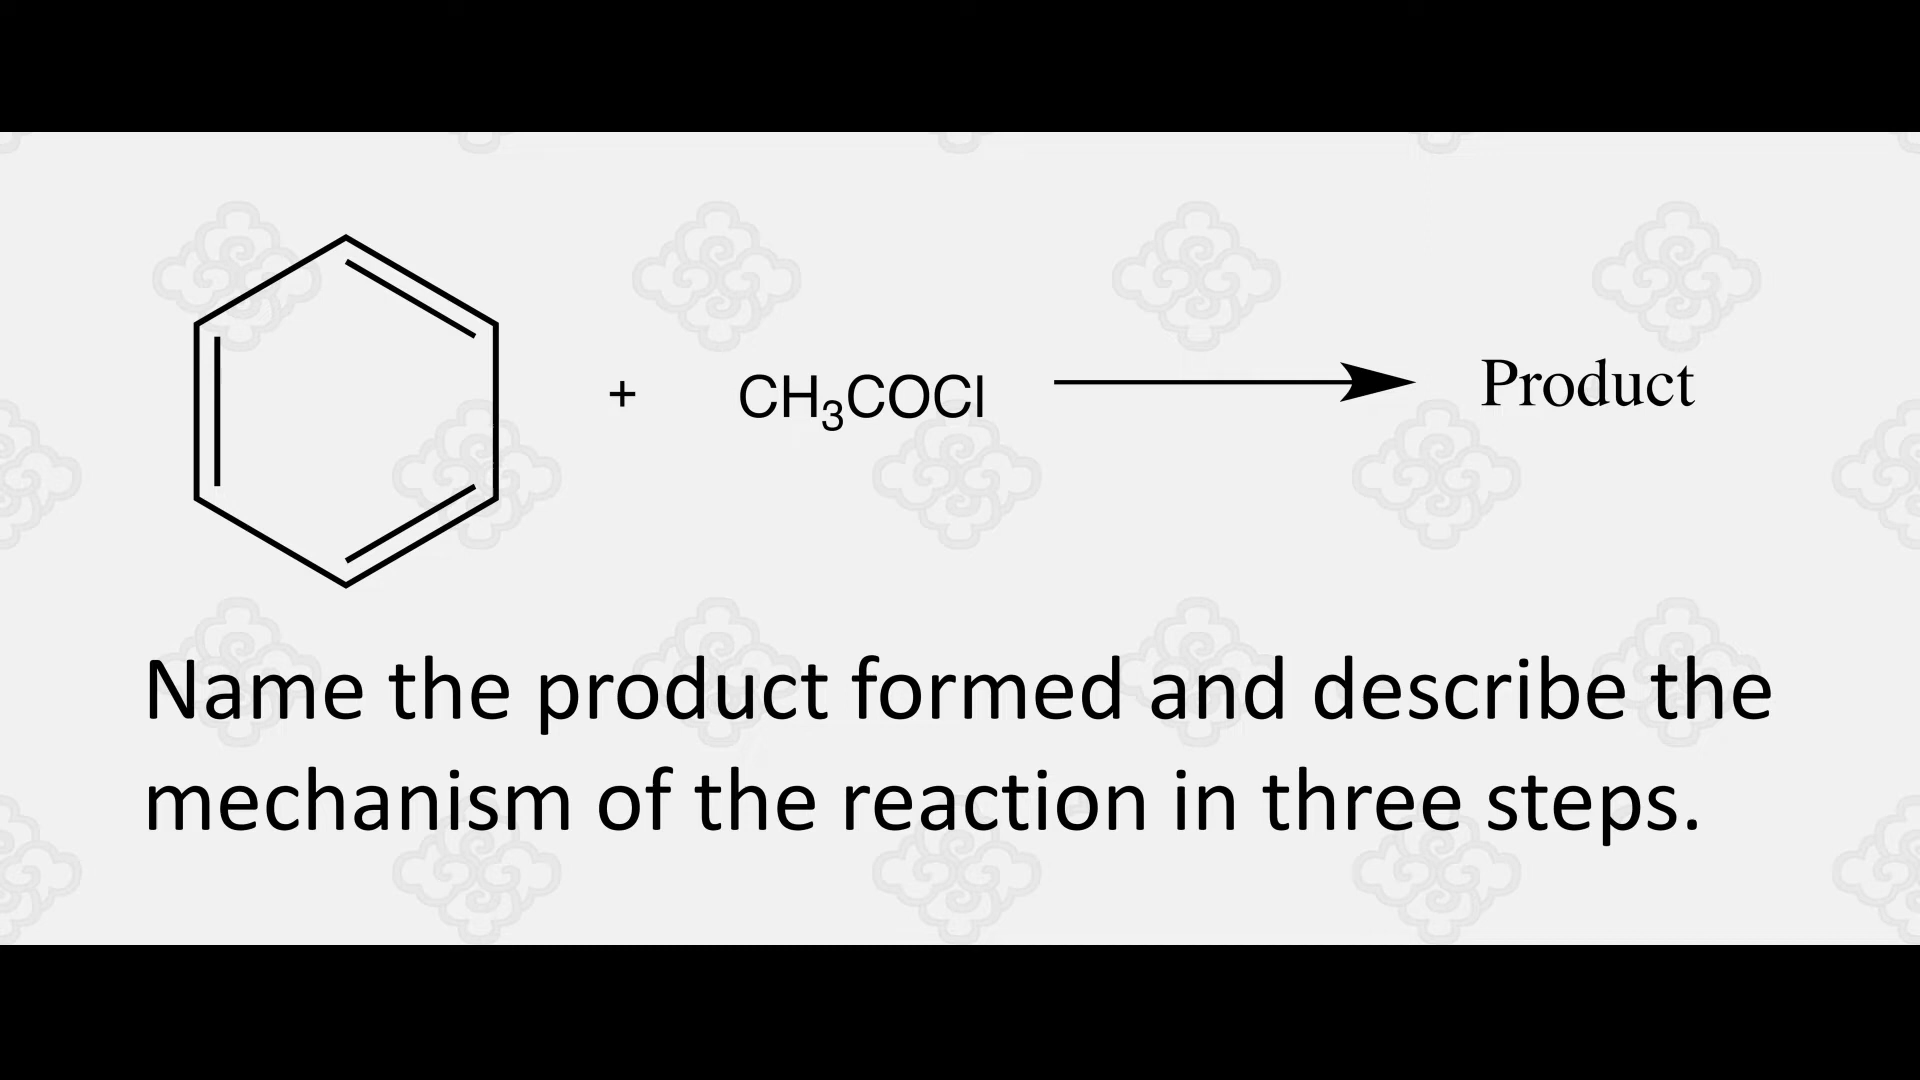 + CH₃COCl Product
Name the product formed and describe the
mechanism of the reaction in three steps.